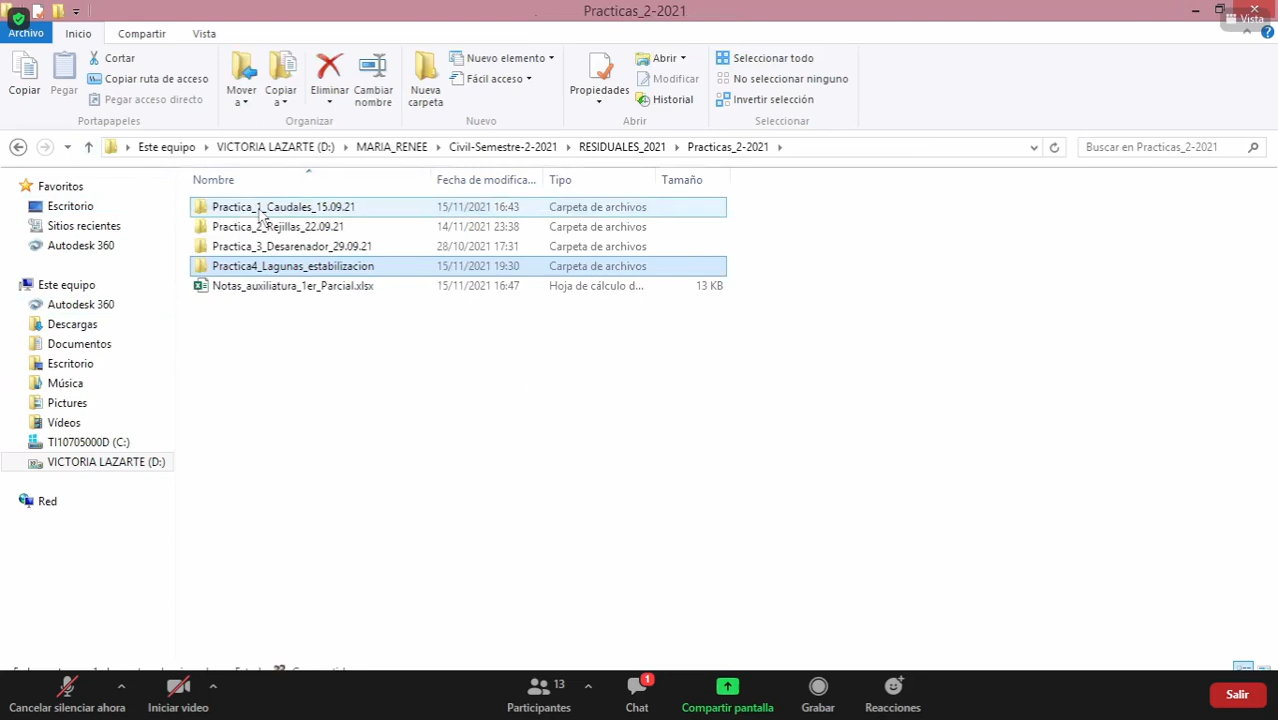 Practicas_2-2021
Vista
Archivo
Inicio
Compartir
Vista
Copiar
Pegar
Cortar
Copiar ruta de acceso
Pegar acceso directo
Portapapeles
Mover a
Copiar a
Eliminar
Cambiar nombre
Organizar
Nueva carpeta
Nuevo elemento
Fácil acceso
Nuevo
Propiedades
Abrir
Modificar
Historial
Abrir
Seleccionar todo
No seleccionar ninguno
Invertir selección
Seleccionar
Este equipo
VICTORIA LAZARTE (D:)
MARIA_RENEE
Civil-Semestre-2-2021
RESIDUALES_2021
Practicas_2-2021
Buscar en Practicas_2-2021
Favoritos
Escritorio
Sitios recientes
Autodesk 360
Este equipo
Autodesk 360
Descargas
Documentos
Escritorio
Música
Pictures
Vídeos
TI10705000D (C:)
VICTORIA LAZARTE (D:)
Red
Nombre Fecha de modifica... Tipo Tamaño
Practica_1_Caudales_15.09.21 15/11/2021 16:43 Carpeta de archivos
Practica_2_Rejillas_22.09.21 14/11/2021 23:38 Carpeta de archivos
Practica_3_Desarenador_29.09.21 28/10/2021 17:31 Carpeta de archivos
Practica4_Lagunas_estabilizacion 15/11/2021 19:30 Carpeta de archivos
Notas_auxiliatura_1er_Parcial.xlsx 15/11/2021 16:47 Hoja de cálculo d... 13 KB
Cancelar silenciar ahora
Iniciar video
13
Participantes
1
Chat
Compartir pantalla
Grabar
Reacciones
Salir